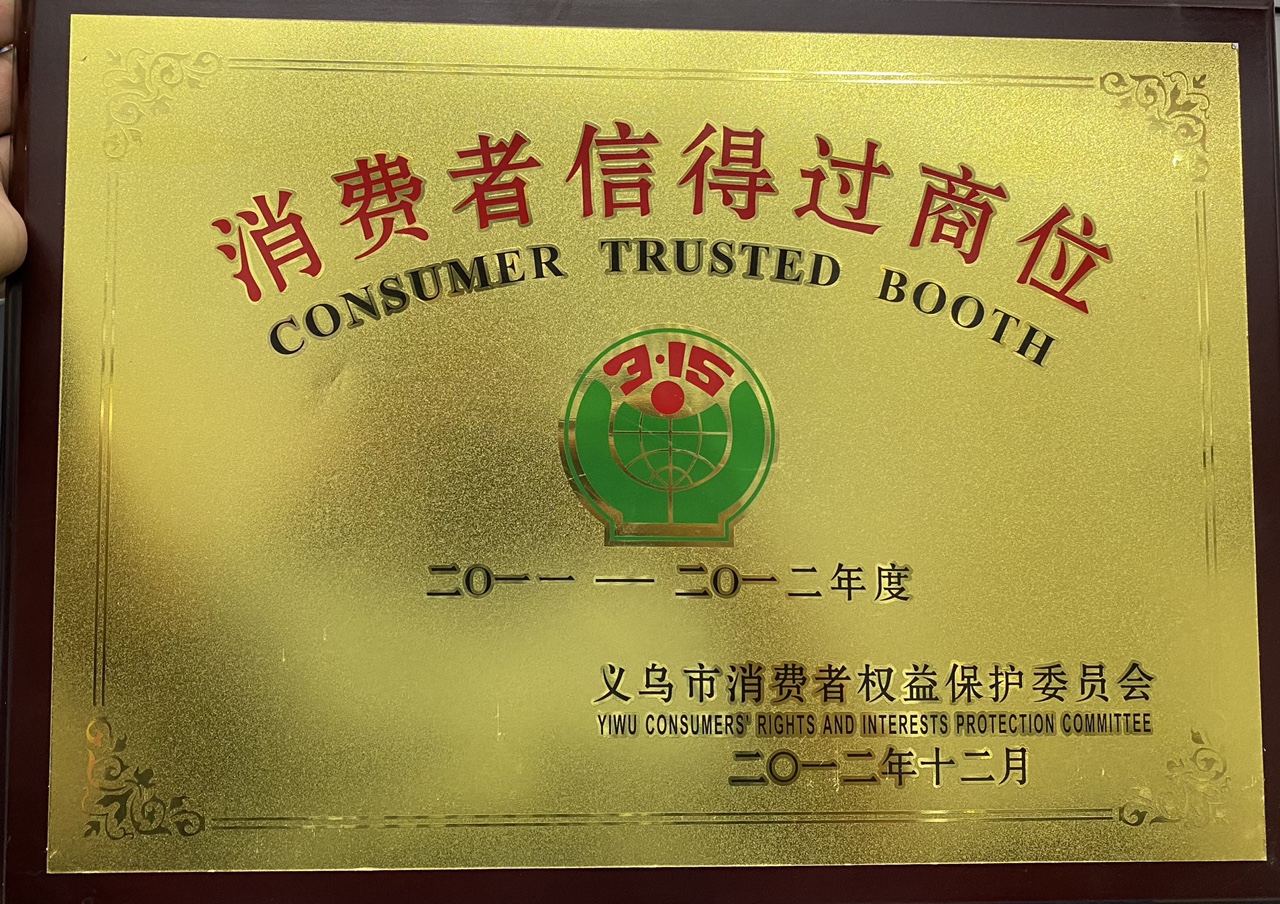 消费者信得过商位
CONSUMER TRUSTED BOOTH
3·15
二〇一一 — 二〇一二年度
义乌市消费者权益保护委员会
YIWU CONSUMERS' RIGHTS AND INTERESTS PROTECTION COMMITTEE
二〇一二年十二月